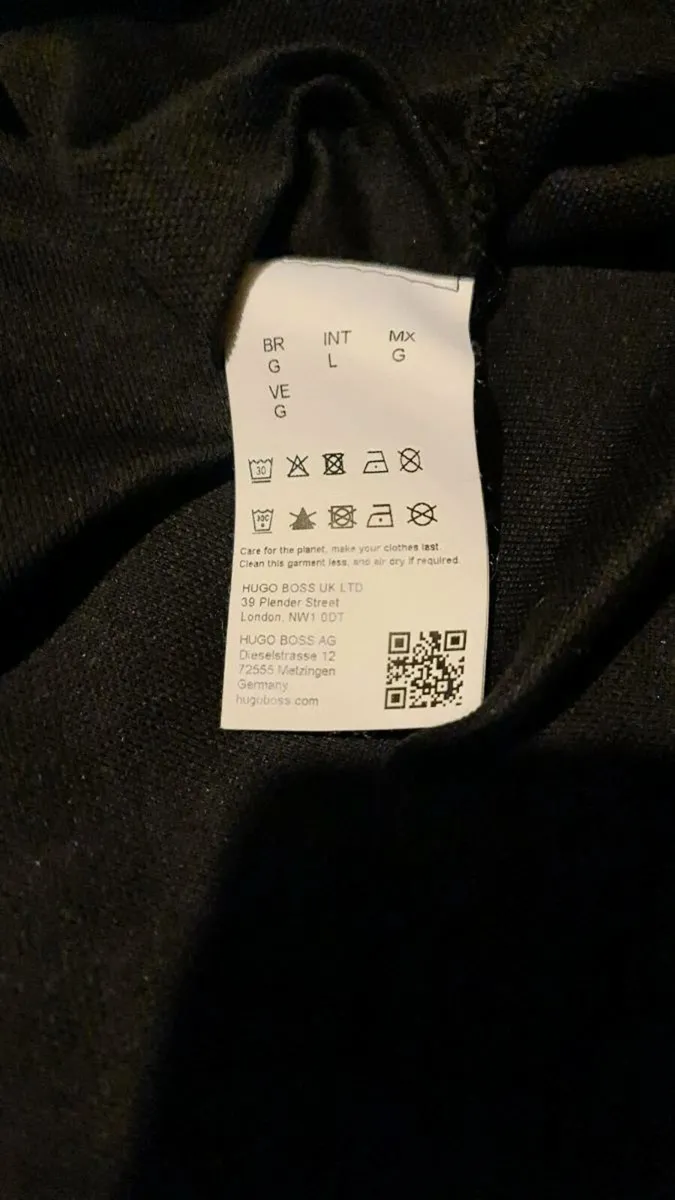 BR INT MX
G L G
VE
G
30
30C
Care for the planet, make your clothes last.
Clean this garment less, and air dry if required.
HUGO BOSS UK LTD
39 Plender Street
London, NW1 0DT
HUGO BOSS AG
Dieselstrasse 12
72555 Metzingen
Germany
hugoboss.com